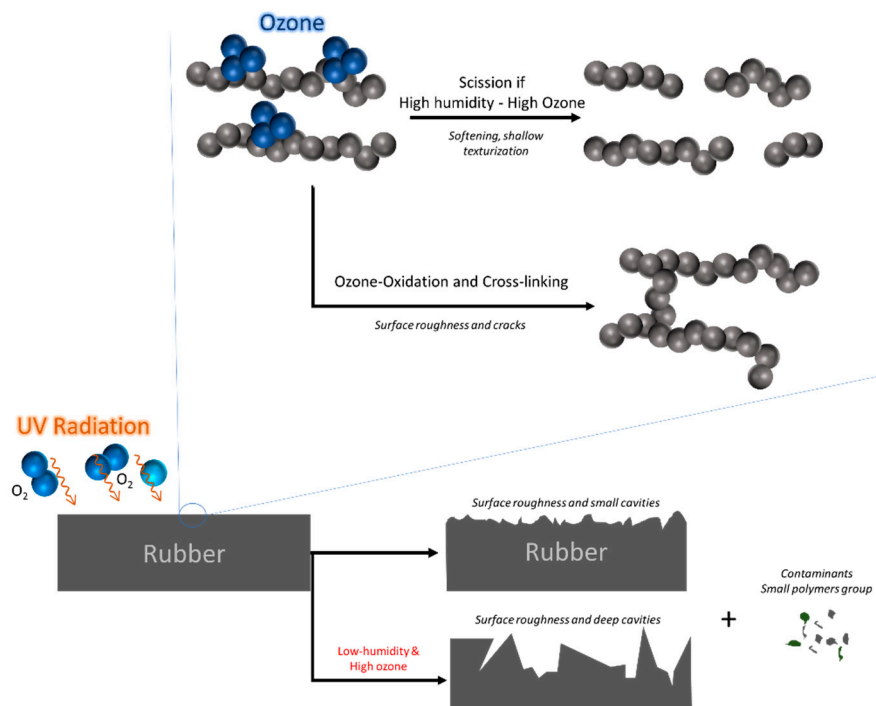 Ozone
Scission if
High humidity - High Ozone
Softening, shallow
texturization
Ozone-Oxidation and Cross-linking
Surface roughness and cracks
UV Radiation
O2
O2
Rubber
Surface roughness and small cavities
Rubber
Contaminants
Small polymers group
+
Surface roughness and deep cavities
Low-humidity &
High ozone